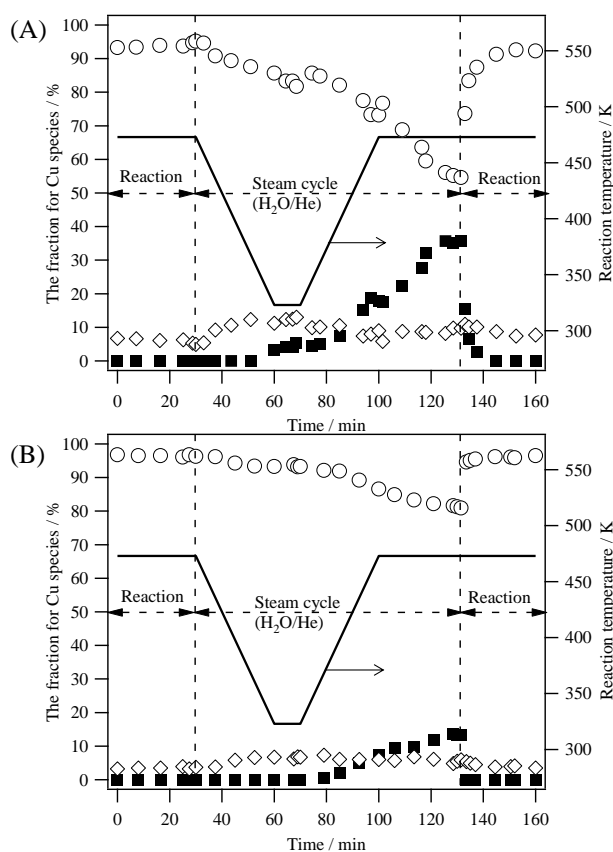 (A)
The fraction for Cu species / %
100
90
80
70
60
50
40
30
20
10
0
Reaction
Steam cycle
(H₂O/He)
Reaction
550
500
450
400
350
300
Reaction temperature / K
0 20 40 60 80 100 120 140 160
Time / min
(B)
The fraction for Cu species / %
100
90
80
70
60
50
40
30
20
10
0
Reaction
Steam cycle
(H₂O/He)
Reaction
550
500
450
400
350
300
Reaction temperature / K
0 20 40 60 80 100 120 140 160
Time / min